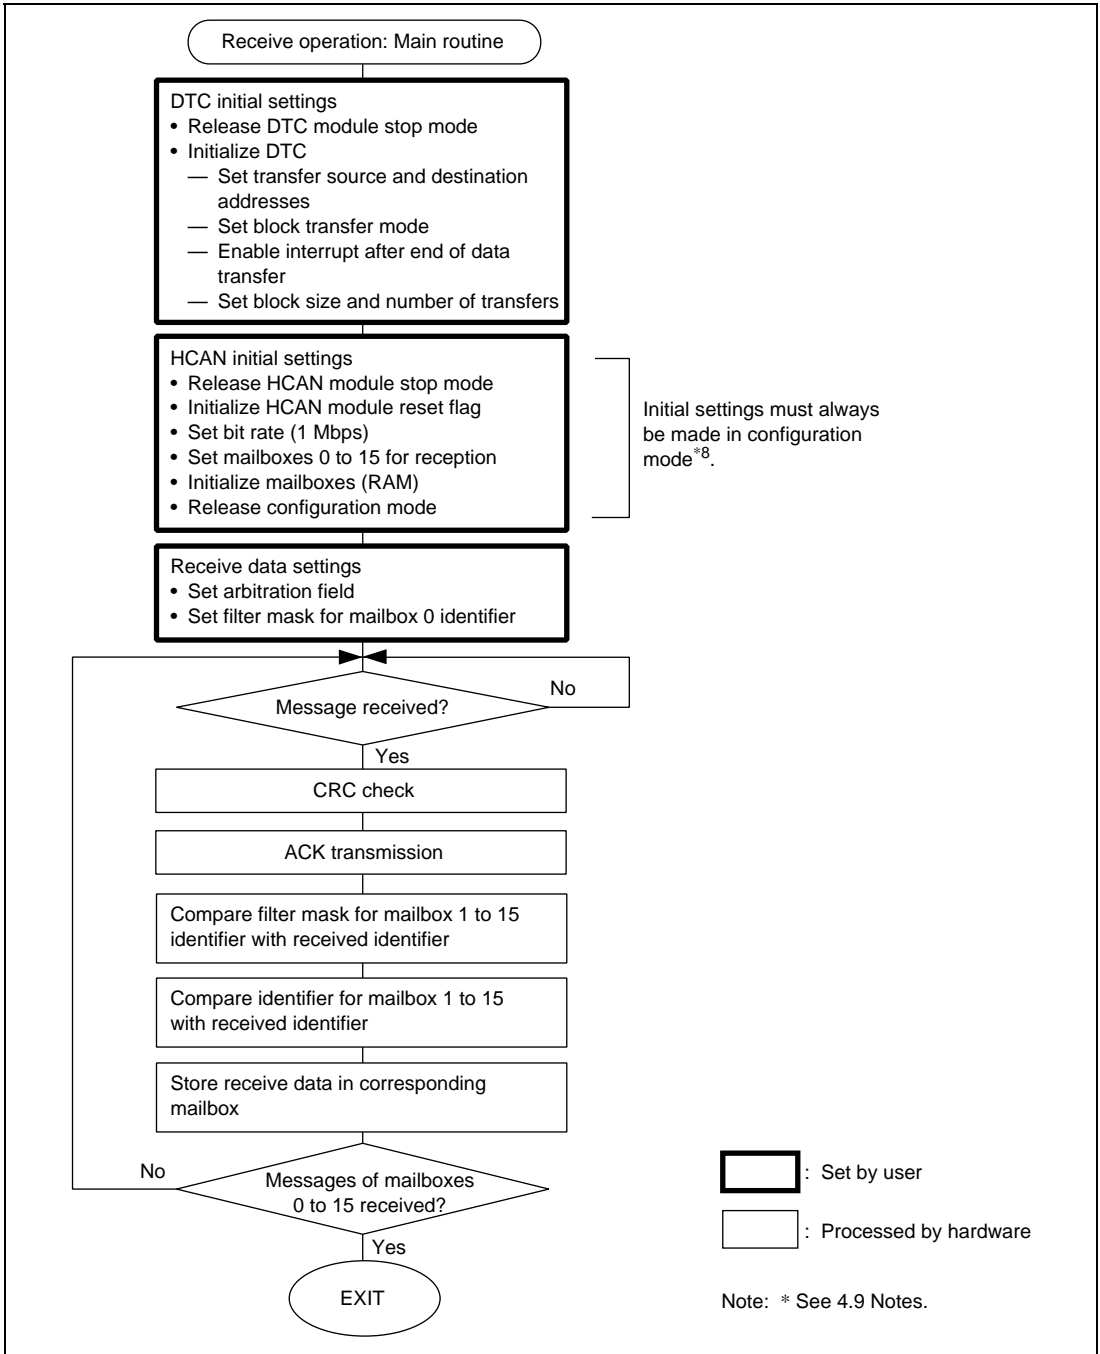 Receive operation: Main routine
DTC initial settings
• Release DTC module stop mode
• Initialize DTC
— Set transfer source and destination
addresses
— Set block transfer mode
— Enable interrupt after end of data
transfer
— Set block size and number of transfers
HCAN initial settings
• Release HCAN module stop mode
• Initialize HCAN module reset flag
• Set bit rate (1 Mbps)
• Set mailboxes 0 to 15 for reception
• Initialize mailboxes (RAM)
• Release configuration mode
Initial settings must always
be made in configuration
mode*8.
Receive data settings
• Set arbitration field
• Set filter mask for mailbox 0 identifier
Message received?
No
Yes
CRC check
ACK transmission
Compare filter mask for mailbox 1 to 15
identifier with received identifier
Compare identifier for mailbox 1 to 15
with received identifier
Store receive data in corresponding
mailbox
No
Messages of mailboxes
0 to 15 received?
Yes
EXIT
: Set by user
: Processed by hardware
Note: * See 4.9 Notes.